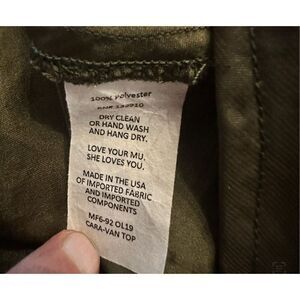 100% Polyester
DRY CLEAN
OR HAND WASH
AND HANG DRY.
LOVE YOUR MU,
SHE LOVES YOU.
MADE IN THE USA
OF IMPORTED FABRIC
AND IMPORTED
COMPONENTS
MF6-92 OL19
CARA-VAN TOP